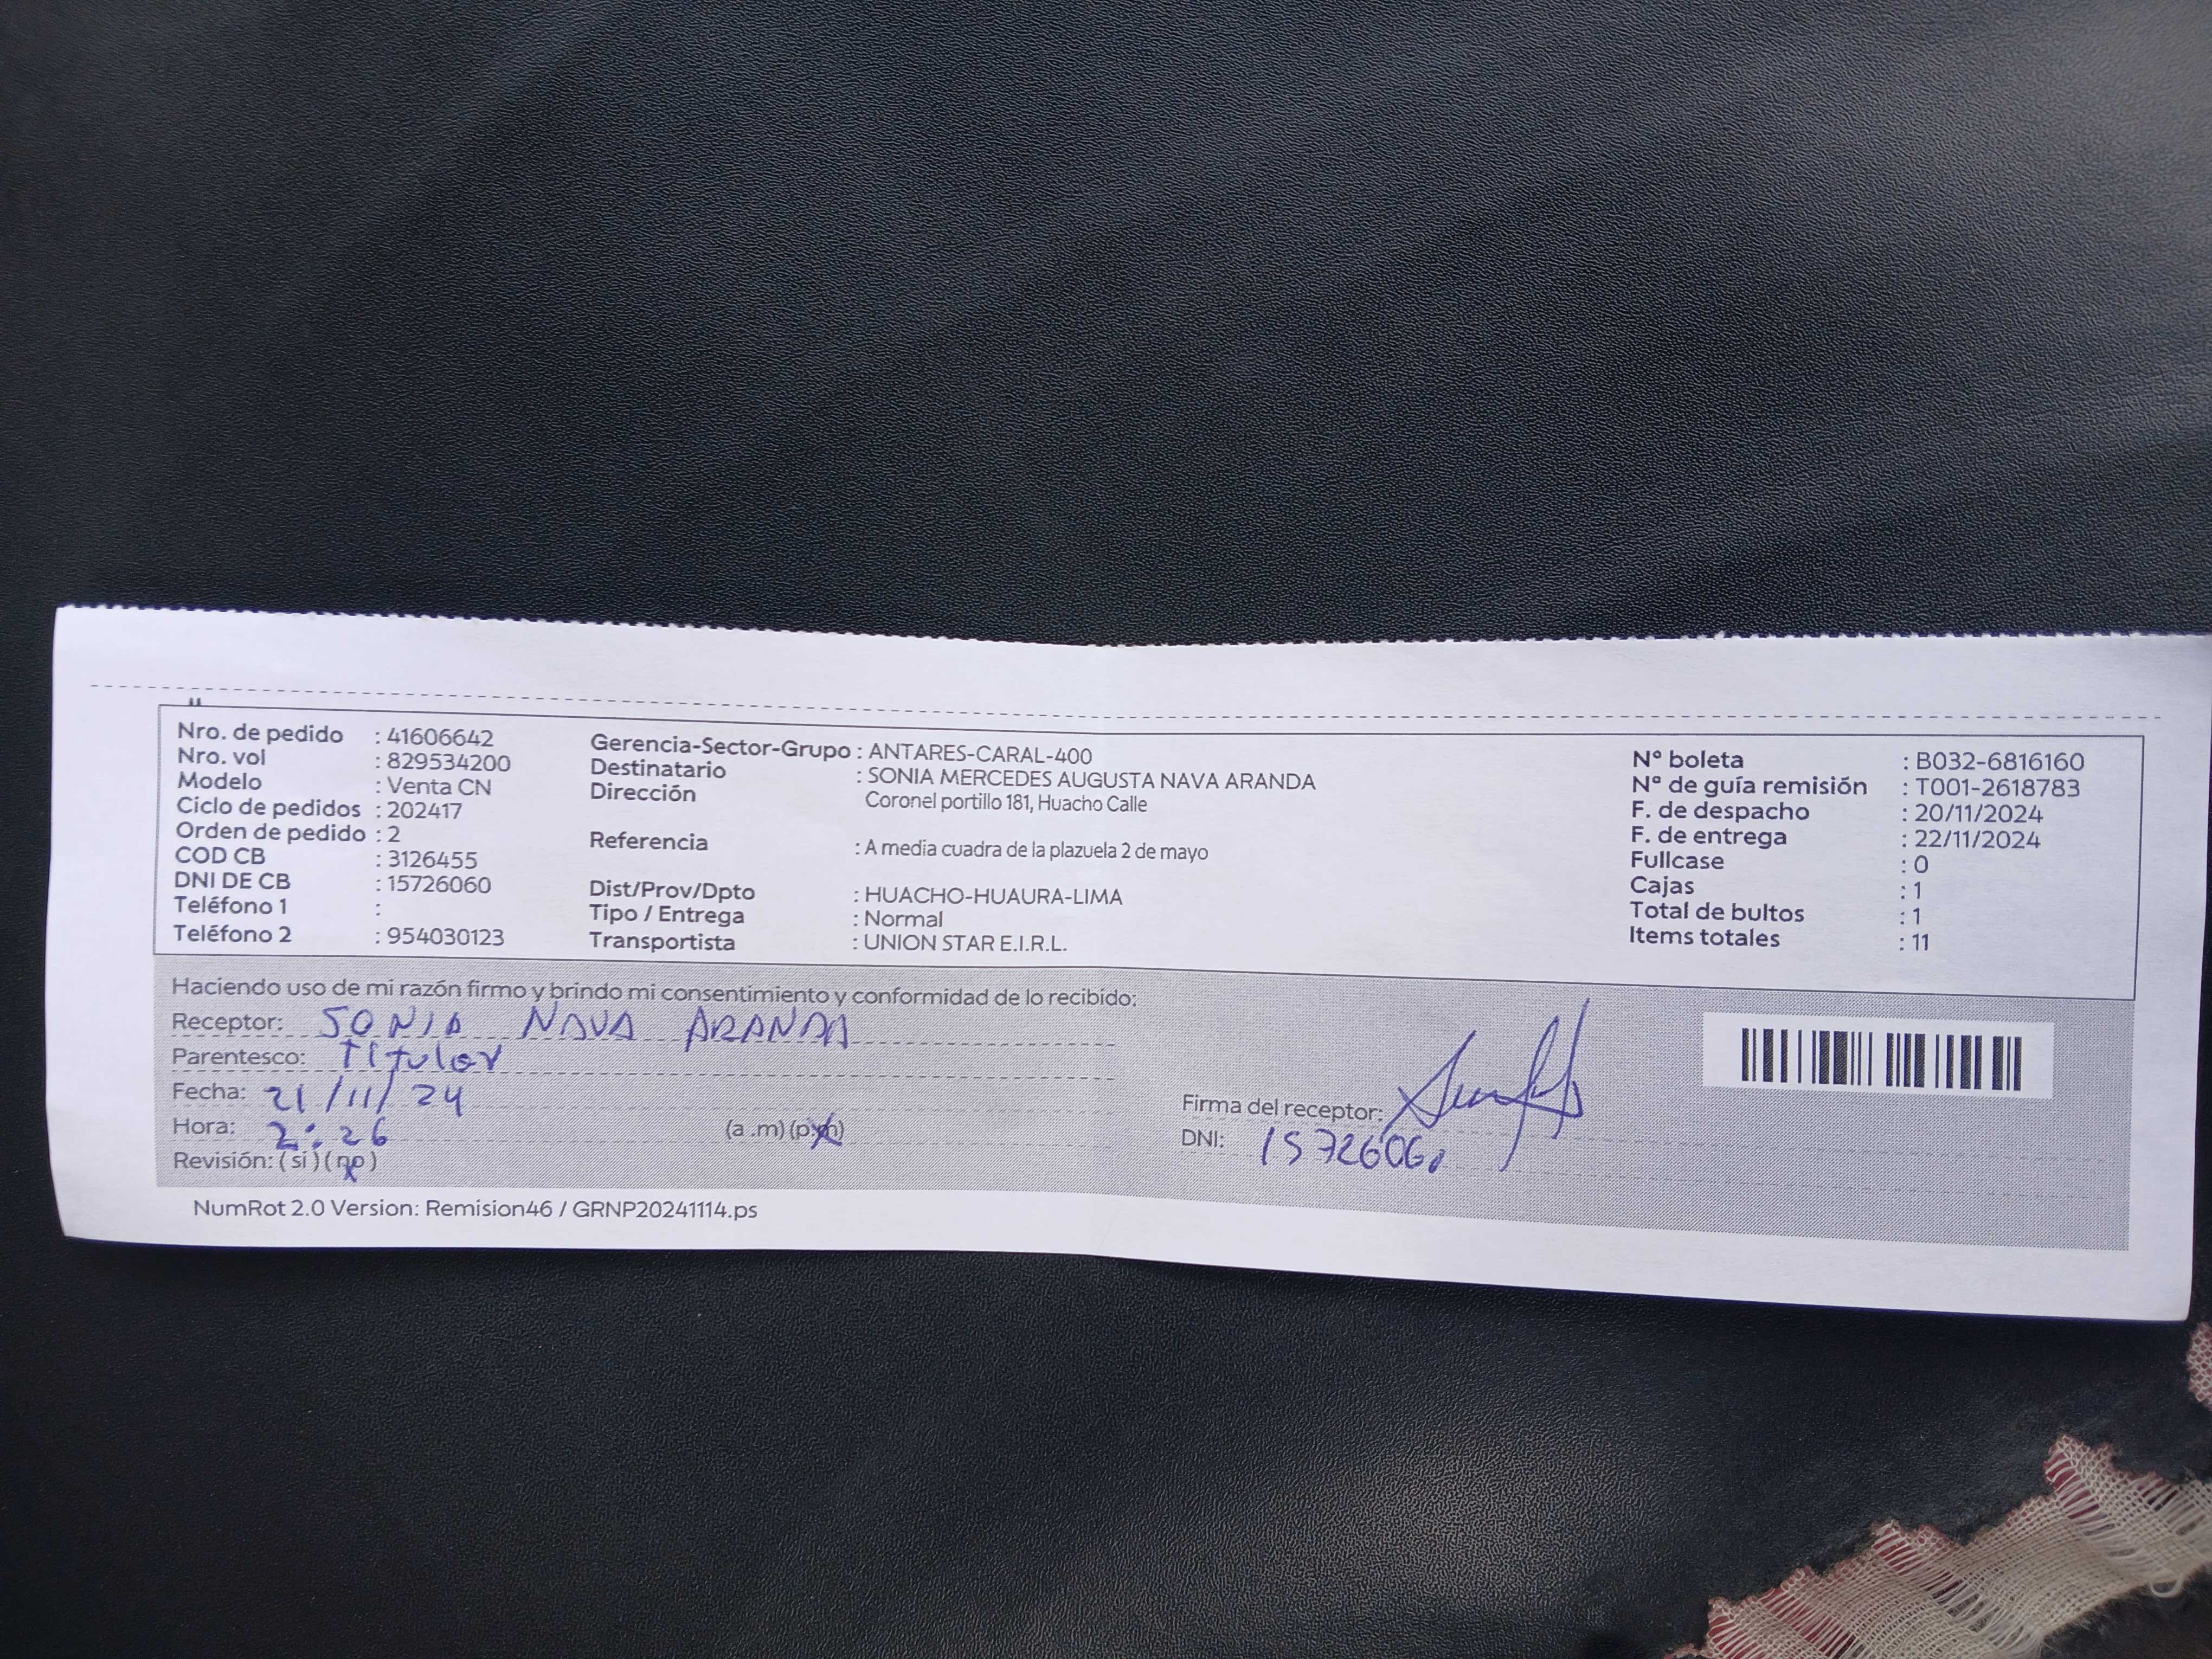 Nro. de pedido : 41606642
Nro. vol : 829534200
Modelo : Venta CN
Ciclo de pedidos : 202417
Orden de pedido : 2
COD CB : 3126455
DNI DE CB : 15726060
Teléfono 1 :
Teléfono 2 : 954030123
Gerencia-Sector-Grupo : ANTARES-CARAL-400
Destinatario : SONIA MERCEDES AUGUSTA NAVA ARANDA
Dirección Coronel portillo 181, Huacho Calle
Referencia : A media cuadra de la plazuela 2 de mayo
Dist/Prov/Dpto : HUACHO-HUAURA-LIMA
Tipo / Entrega : Normal
Transportista : UNION STAR E.I.R.L.
N° boleta : B032-6816160
N° de guía remisión : T001-2618783
F. de despacho : 20/11/2024
F. de entrega : 22/11/2024
Fullcase : 0
Cajas : 1
Total de bultos : 1
Items totales : 11
Haciendo uso de mi razón firmo y brindo mi consentimiento y conformidad de lo recibido:
Receptor: SONIA NAVA ARANDA
Parentesco: Titular
Fecha: 21/11/24
Hora: 2:26 (a .m) (p.m)
Revisión: ( si ) ( no )
Firma del receptor:
DNI: 15726060
NumRot 2.0 Version: Remision46 / GRNP20241114.ps